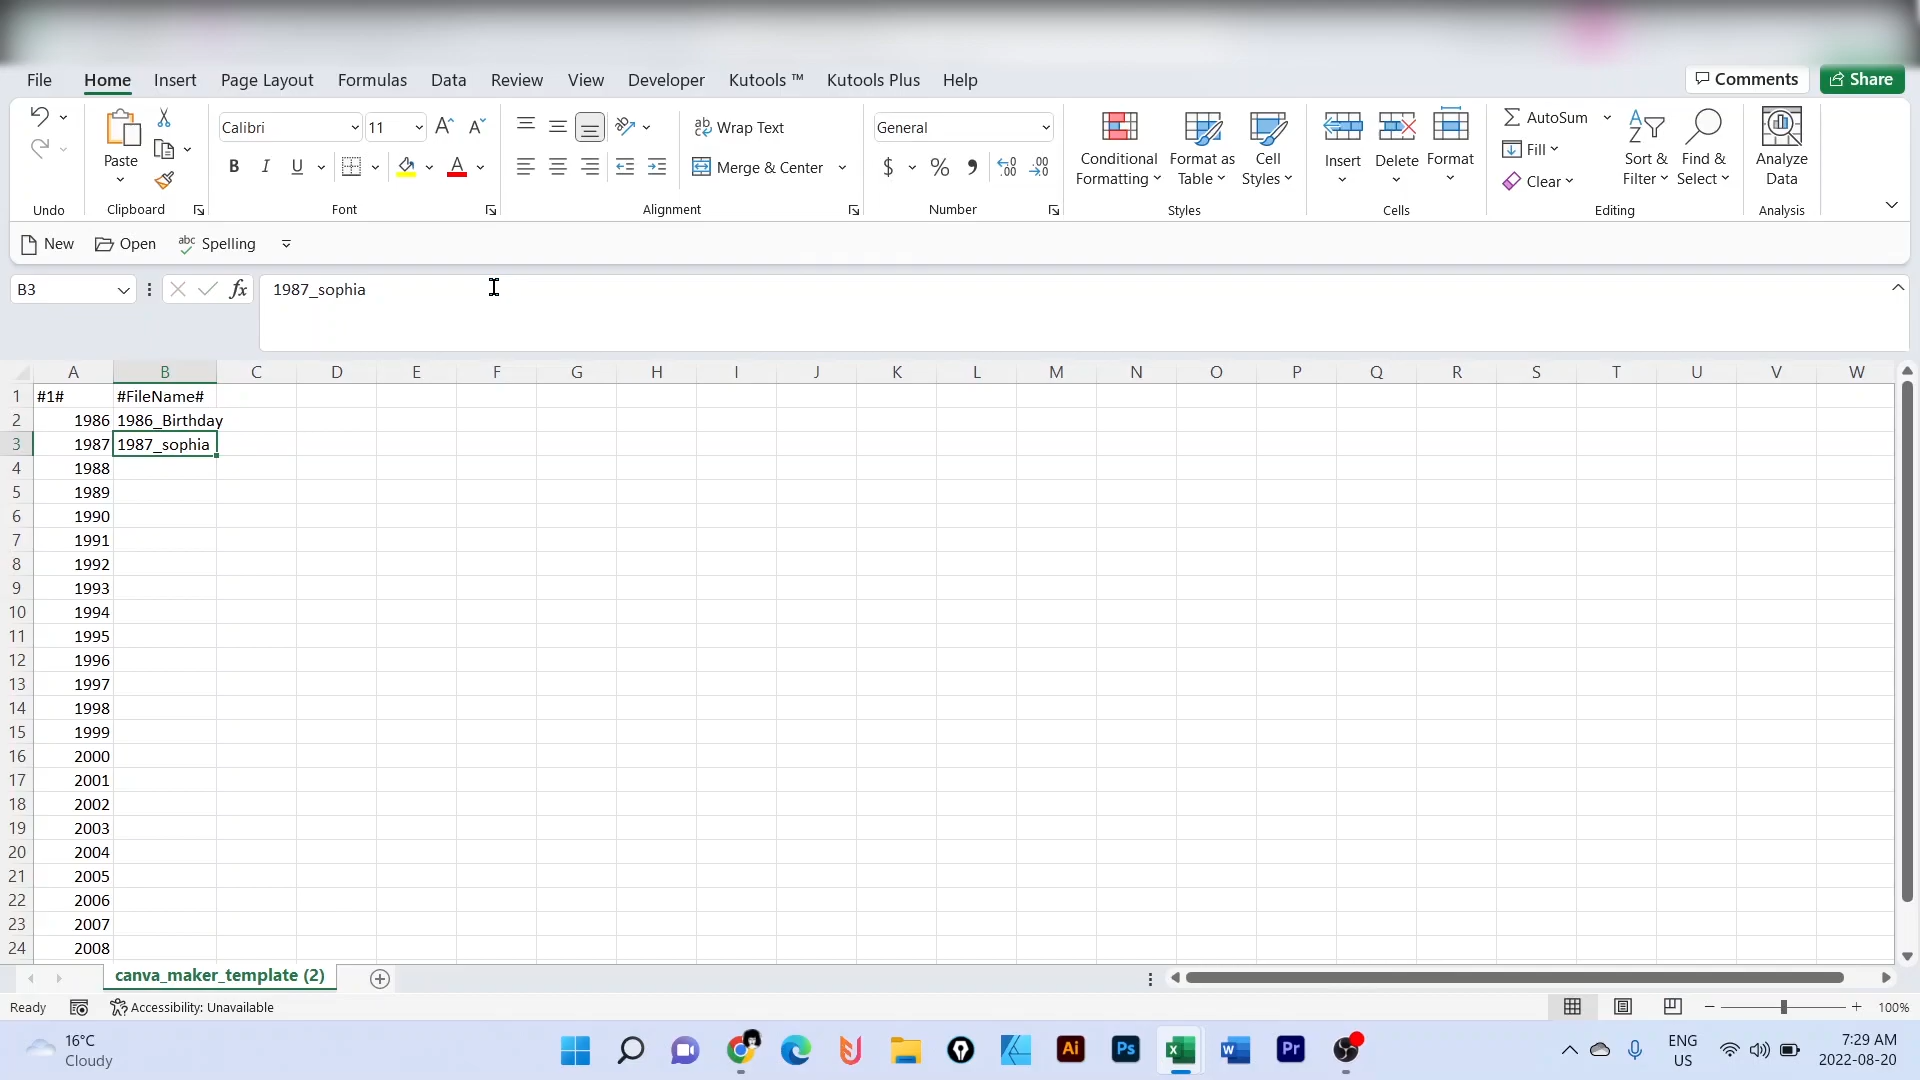 File Home Insert Page Layout Formulas Data Review View Developer Kutools ™ Kutools Plus Help Comments Share
Calibri 11 Wrap Text General AutoSum
Paste Conditional Formatting Format as Table Cell Styles Insert Delete Format Fill Sort & Filter Find & Select Analyze Data
B I U A Merge & Center $ % Clear
Undo Clipboard Font Alignment Number Styles Cells Editing Analysis
New Open Spelling
B3 fx 1987_sophia
A B C D E F G H I J K L M N O P Q R S T U V W
1 #1# #FileName#
2 1986 1986_Birthday
3 1987 1987_sophia
4 1988
5 1989
6 1990
7 1991
8 1992
9 1993
10 1994
11 1995
12 1996
13 1997
14 1998
15 1999
16 2000
17 2001
18 2002
19 2003
20 2004
21 2005
22 2006
23 2007
24 2008
canva_maker_template (2)
Ready Accessibility: Unavailable 100%
16°C ENG 7:29 AM
Cloudy US 2022-08-20
Ai Ps X W Pr